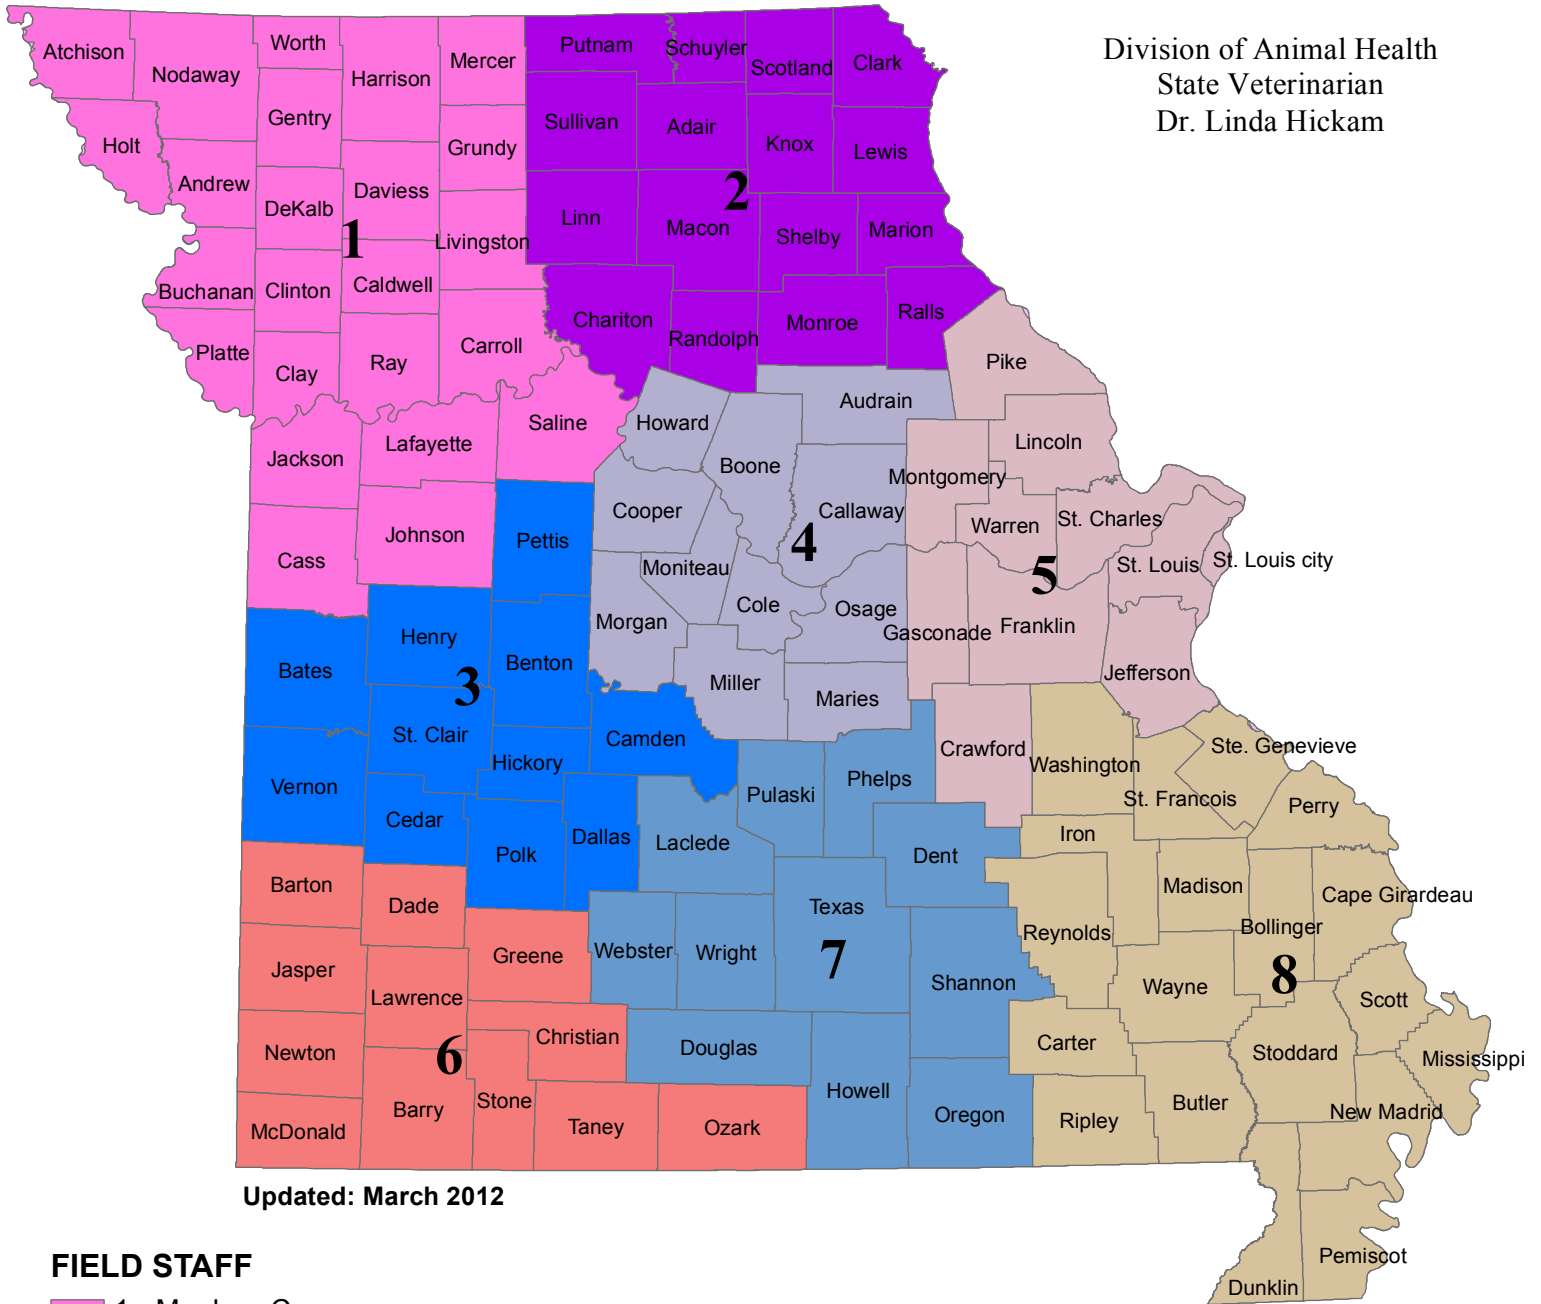 Division of Animal Health
State Veterinarian
Dr. Linda Hickam
Atchison
Nodaway
Worth
Harrison
Mercer
Putnam
Schuyler
Scotland
Clark
Holt
Gentry
Grundy
Sullivan
Adair
Knox
Lewis
Andrew
DeKalb
Daviess
Livingston
Linn
Macon
2
Shelby
Marion
1
Buchanan
Clinton
Caldwell
Chariton
Randolph
Monroe
Ralls
Platte
Clay
Ray
Carroll
Pike
Saline
Howard
Audrain
Jackson
Lafayette
Boone
Lincoln
Montgomery
Cooper
Callaway
4
Warren
St. Charles
Cass
Johnson
Pettis
Moniteau
5
St. Louis
St. Louis city
Cole
Osage
Morgan
Gasconade
Franklin
Henry
Benton
Bates
3
Miller
Maries
Jefferson
St. Clair
Camden
Hickory
Crawford
Washington
Ste. Genevieve
Vernon
Pulaski
Phelps
St. Francois
Perry
Cedar
Polk
Dallas
Laclede
Dent
Iron
Barton
Dade
Texas
Madison
Cape Girardeau
Greene
Webster
Wright
7
Reynolds
Bollinger
8
Jasper
Lawrence
Shannon
Wayne
Scott
Newton
6
Christian
Douglas
Carter
Stoddard
Mississippi
McDonald
Barry
Stone
Taney
Ozark
Howell
Oregon
Ripley
Butler
New Madrid
Pemiscot
Dunklin
Updated: March 2012
FIELD STAFF